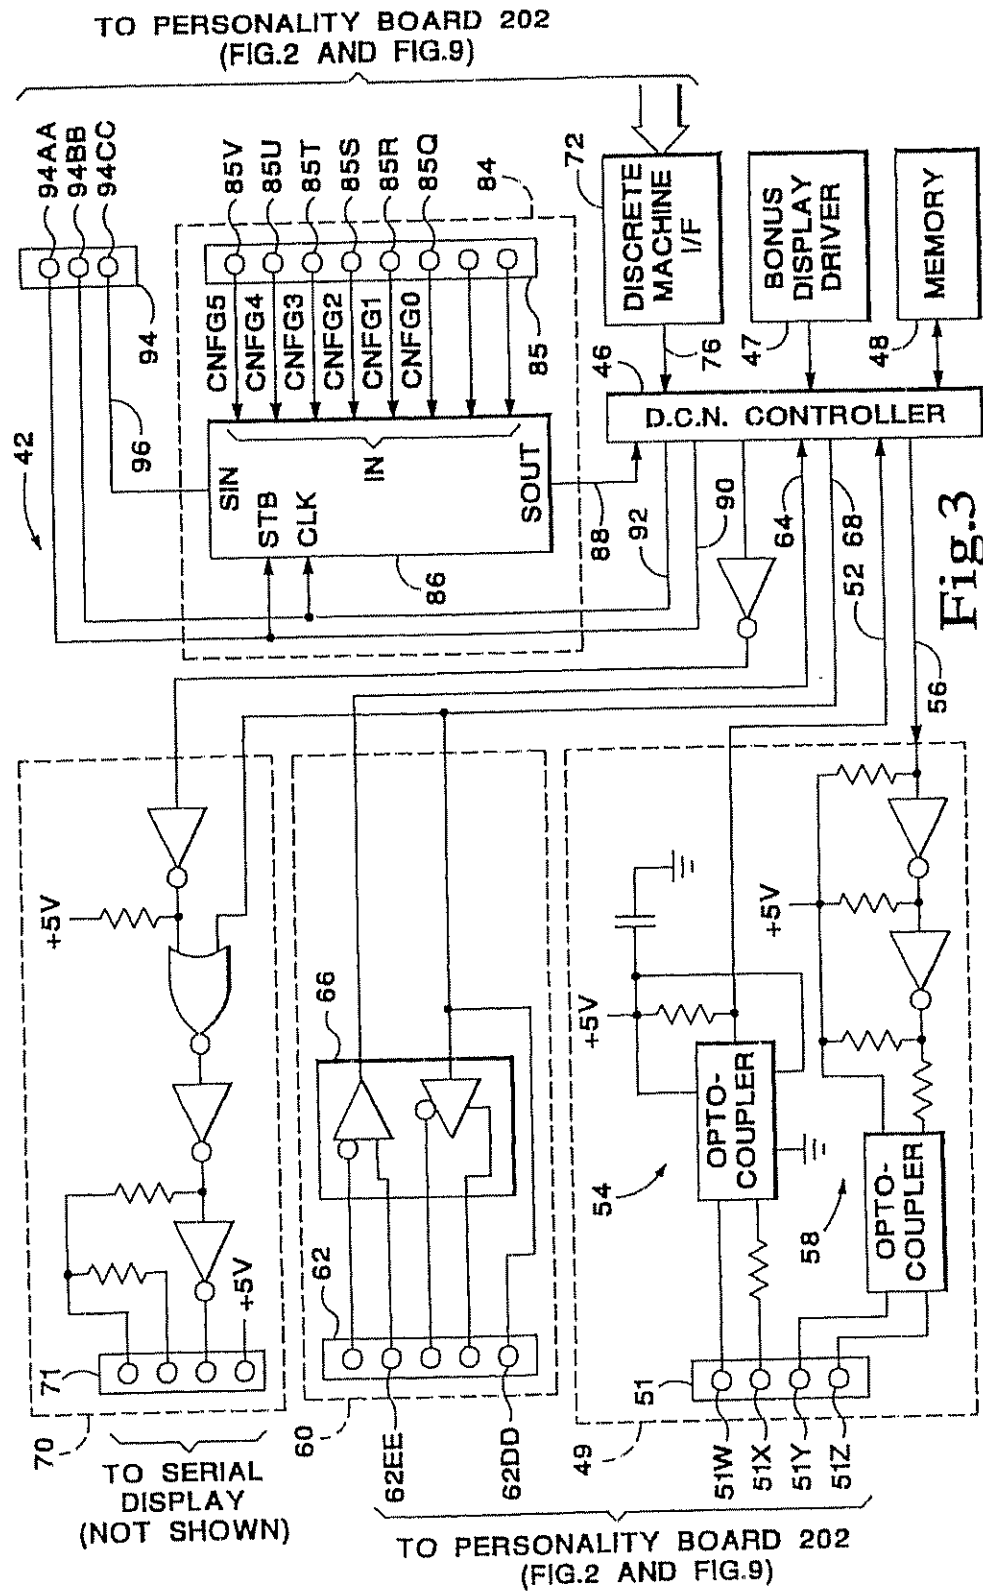 TO PERSONALITY BOARD 202
(FIG.2 AND FIG.9)
42
94
94AA
94BB
94CC
96
SIN
STB
CLK
IN
SOUT
86
88
CNFG5
CNFG4
CNFG3
CNFG2
CNFG1
CNFG0
85V
85U
85T
85S
85R
85Q
84
85
72
DISCRETE
MACHINE
I/F
76
46
BONUS
DISPLAY
DRIVER
47
MEMORY
48
D.C.N. CONTROLLER
92
90
64
68
52
56
Fig.3
+5V
+5V
71
70
TO SERIAL
DISPLAY
(NOT SHOWN)
66
62
60
62EE
62DD
+5V
OPTO-
COUPLER
54
+5V
OPTO-
COUPLER
58
51
49
51W
51X
51Y
51Z
TO PERSONALITY BOARD 202
(FIG.2 AND FIG.9)